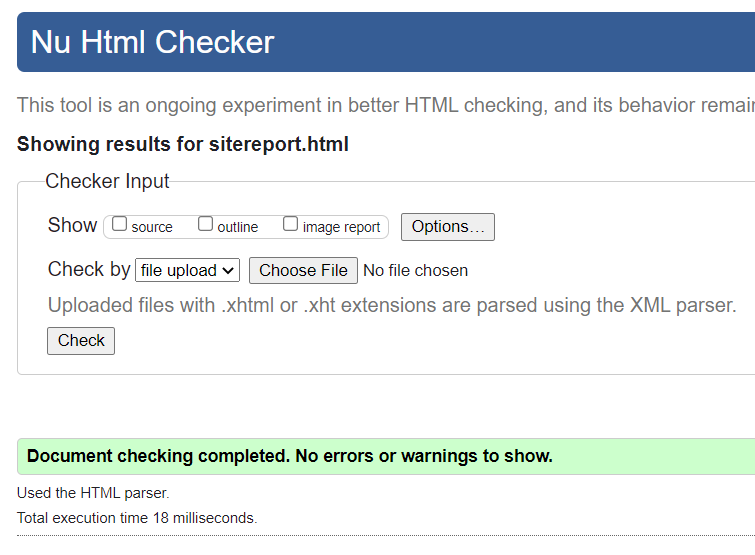 Nu Html Checker
This tool is an ongoing experiment in better HTML checking, and its behavior remai
Showing results for sitereport.html
Checker Input
Show source outline image report Options...
Check by file upload Choose File No file chosen
Uploaded files with .xhtml or .xht extensions are parsed using the XML parser.
Check
Document checking completed. No errors or warnings to show.
Used the HTML parser.
Total execution time 18 milliseconds.